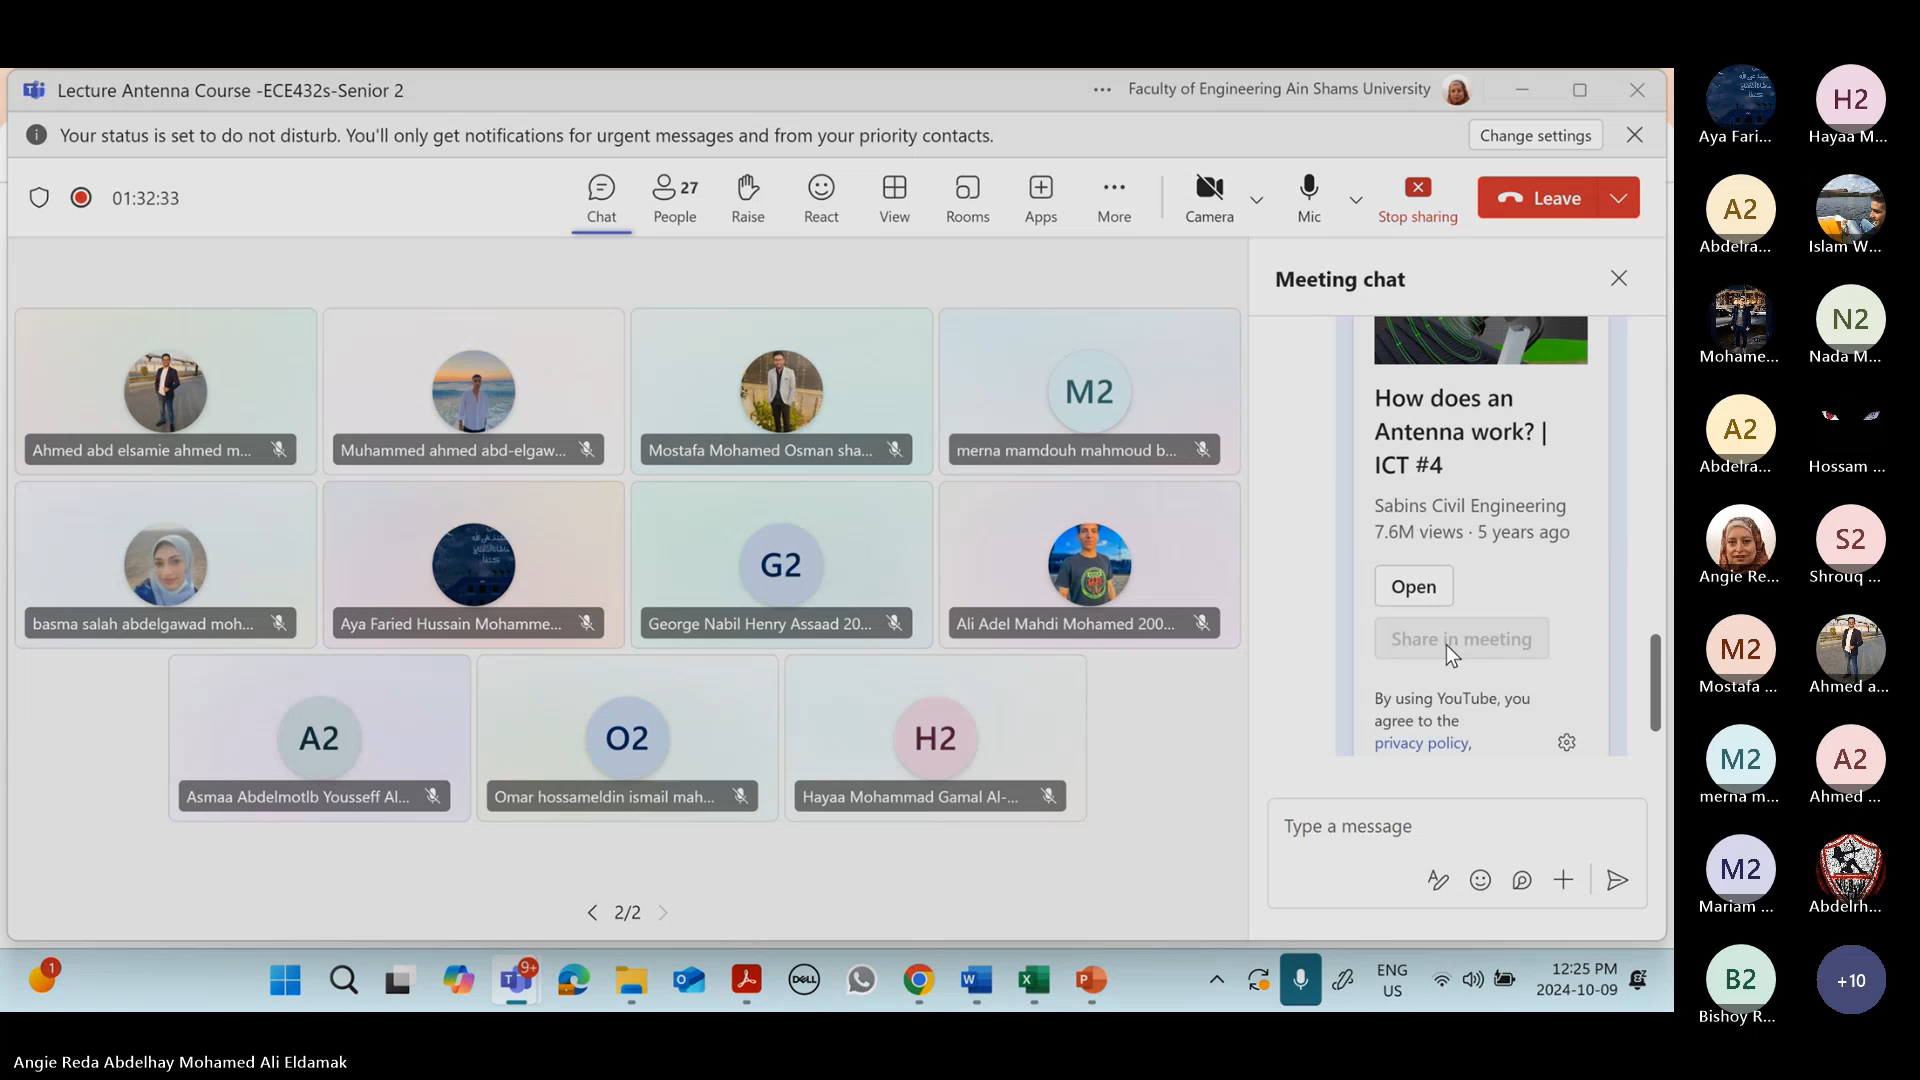 Lecture Antenna Course -ECE432s-Senior 2
Faculty of Engineering Ain Shams University
Your status is set to do not disturb. You'll only get notifications for urgent messages and from your priority contacts.
Change settings
01:32:33
Chat
27
People
Raise
React
View
Rooms
Apps
More
Camera
Mic
Stop sharing
Leave
Ahmed abd elsamie ahmed m...
Muhammed ahmed abd-elgaw...
Mostafa Mohamed Osman sha...
M2
merna mamdouh mahmoud b...
basma salah abdelgawad moh...
Aya Faried Hussain Mohamme...
G2
George Nabil Henry Assaad 20...
Ali Adel Mahdi Mohamed 200...
A2
Asmaa Abdelmotlb Yousseff Al...
O2
Omar hossameldin ismail mah...
H2
Hayaa Mohammad Gamal Al-...
2/2
Meeting chat
How does an
Antenna work? |
ICT #4
Sabins Civil Engineering
7.6M views · 5 years ago
Open
Share in meeting
By using YouTube, you
agree to the
privacy policy,
Type a message
1
9+
DELL
ENG
US
12:25 PM
2024-10-09
Aya Fari...
H2
Hayaa M...
A2
Abdelra...
Islam W...
Mohame...
N2
Nada M...
A2
Abdelra...
Hossam ...
Angie Re...
S2
Shrouq ...
M2
Mostafa ...
Ahmed a...
M2
merna m...
A2
Ahmed ...
M2
Mariam ...
Abdelrh...
B2
Bishoy R...
+10
Angie Reda Abdelhay Mohamed Ali Eldamak